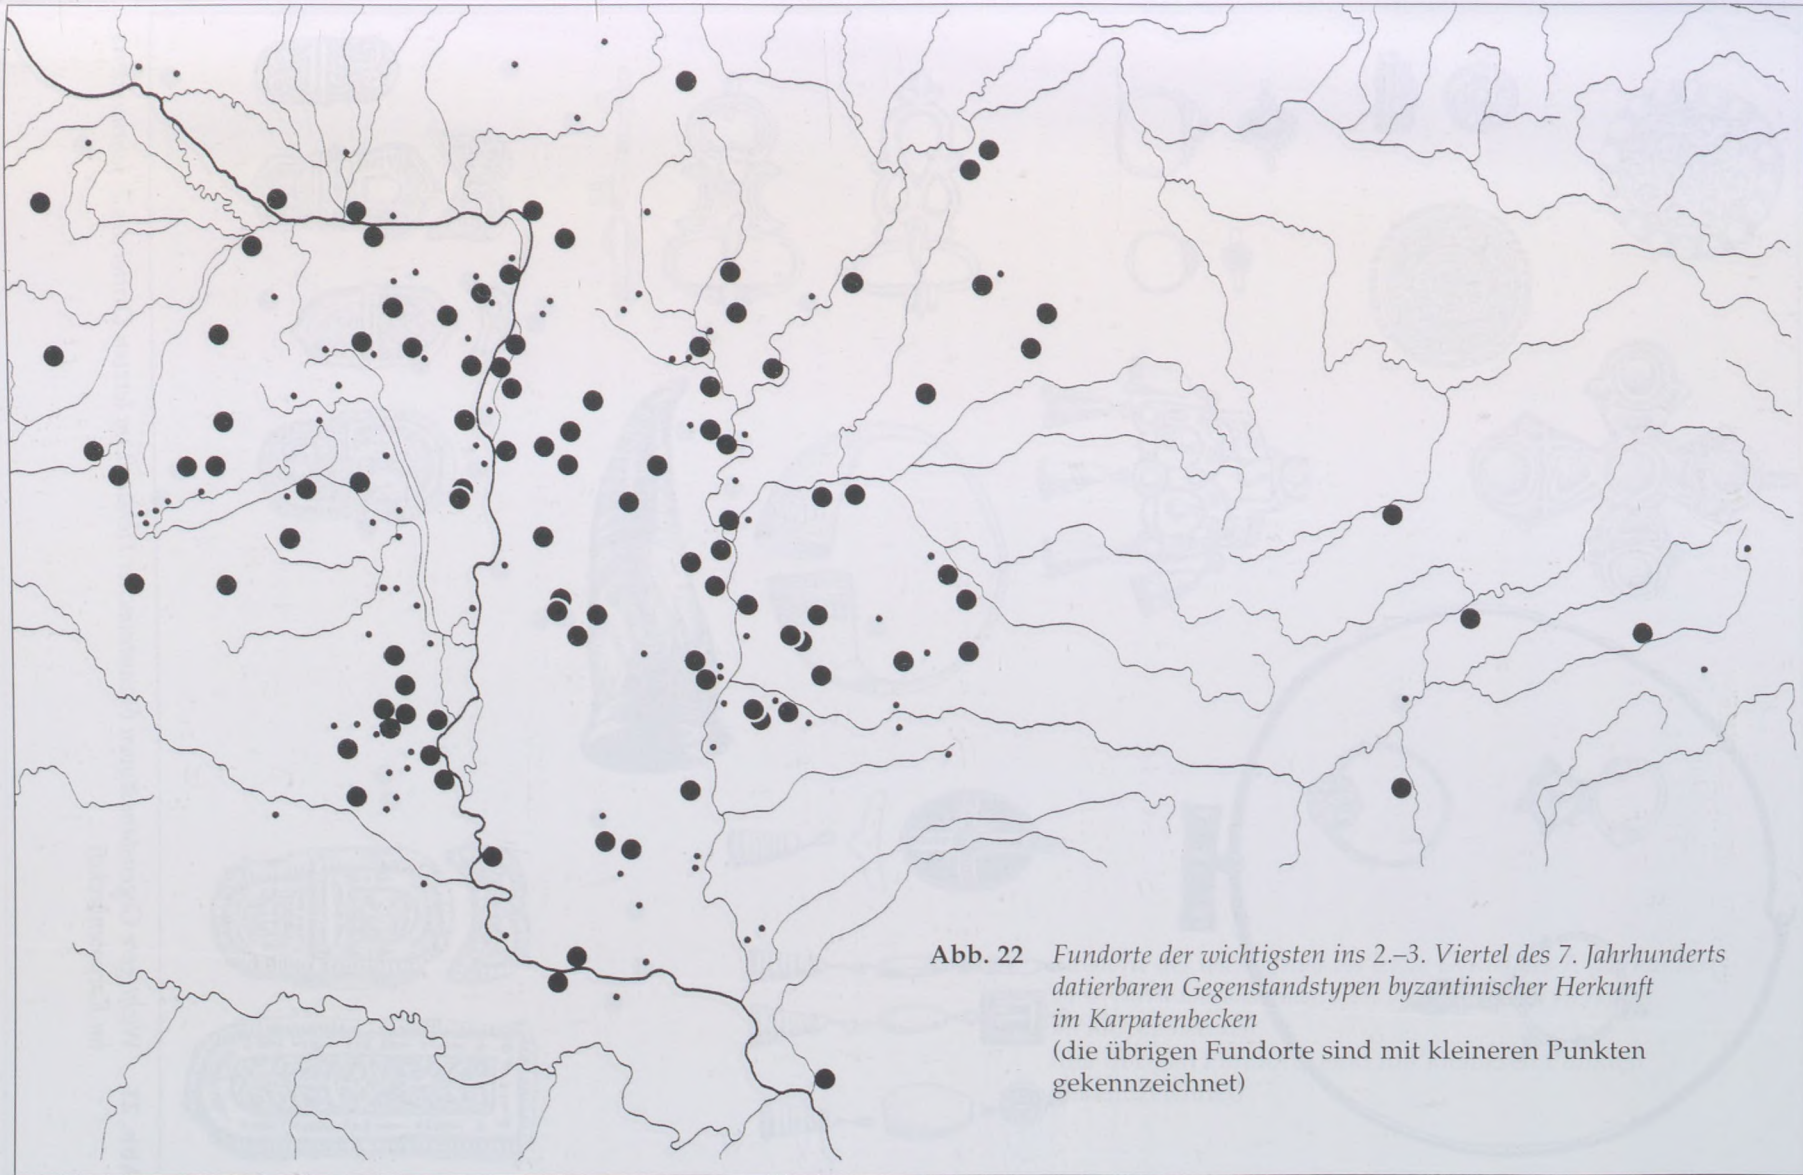 Abb. 22 Fundorte der wichtigsten ins 2.–3. Viertel des 7. Jahrhunderts
datierbaren Gegenstandstypen byzantinischer Herkunft
im Karpatenbecken
(die übrigen Fundorte sind mit kleineren Punkten
gekennzeichnet)